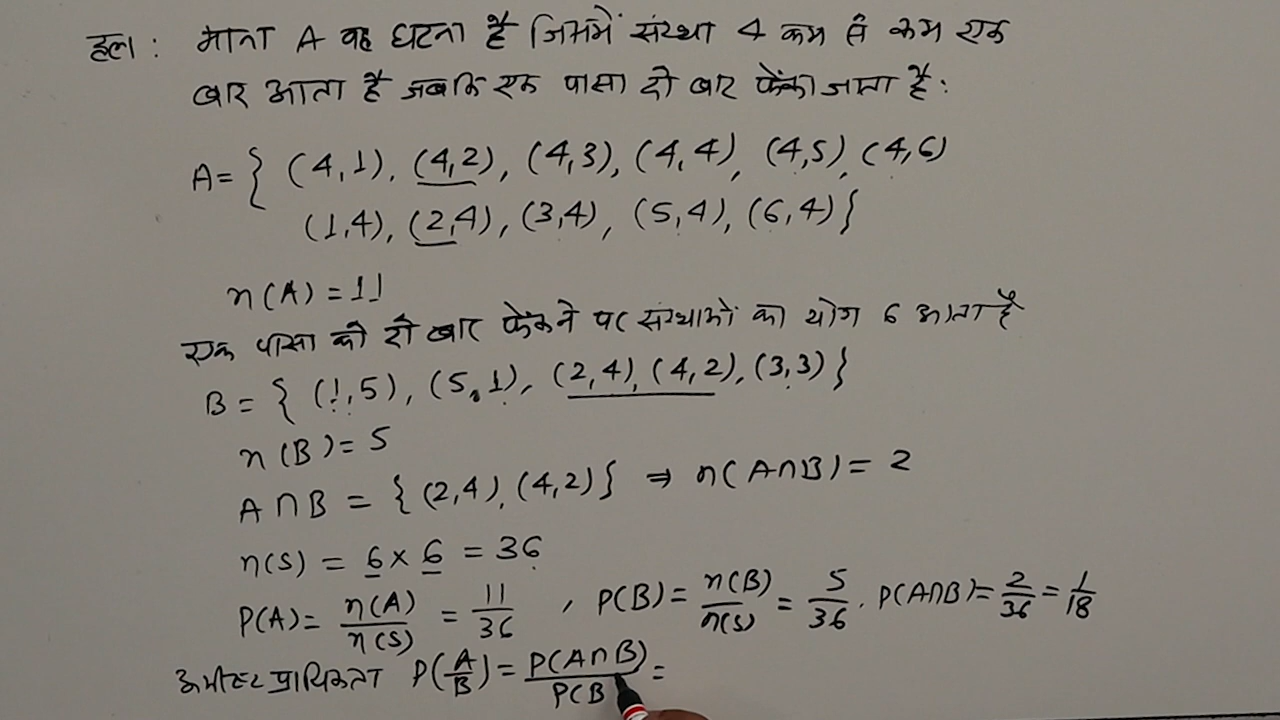 हल : माना A वह घटना है जिसमें संख्या 4 कम से कम एक
बार आता है जबकि एक पासा दो बार फेंका जाता है :
A = { (4,1), (4,2), (4,3), (4,4), (4,5), (4,6)
(1,4), (2,4), (3,4), (5,4), (6,4) }
n(A) = 11
एक पासा को दो बार फेंकने पर संख्याओं का योग 6 आता है
B = { (1,5), (5,1), (2,4), (4,2), (3,3) }
n(B) = 5
A∩B = { (2,4), (4,2) } ⇒ n(A∩B) = 2
n(S) = 6 × 6 = 36
P(A) = n(A)/n(S) = 11/36 , P(B) = n(B)/n(S) = 5/36 . P(A∩B) = 2/36 = 1/18
अभीष्ट प्रायिकता P(A/B) = P(A∩B)/P(B =